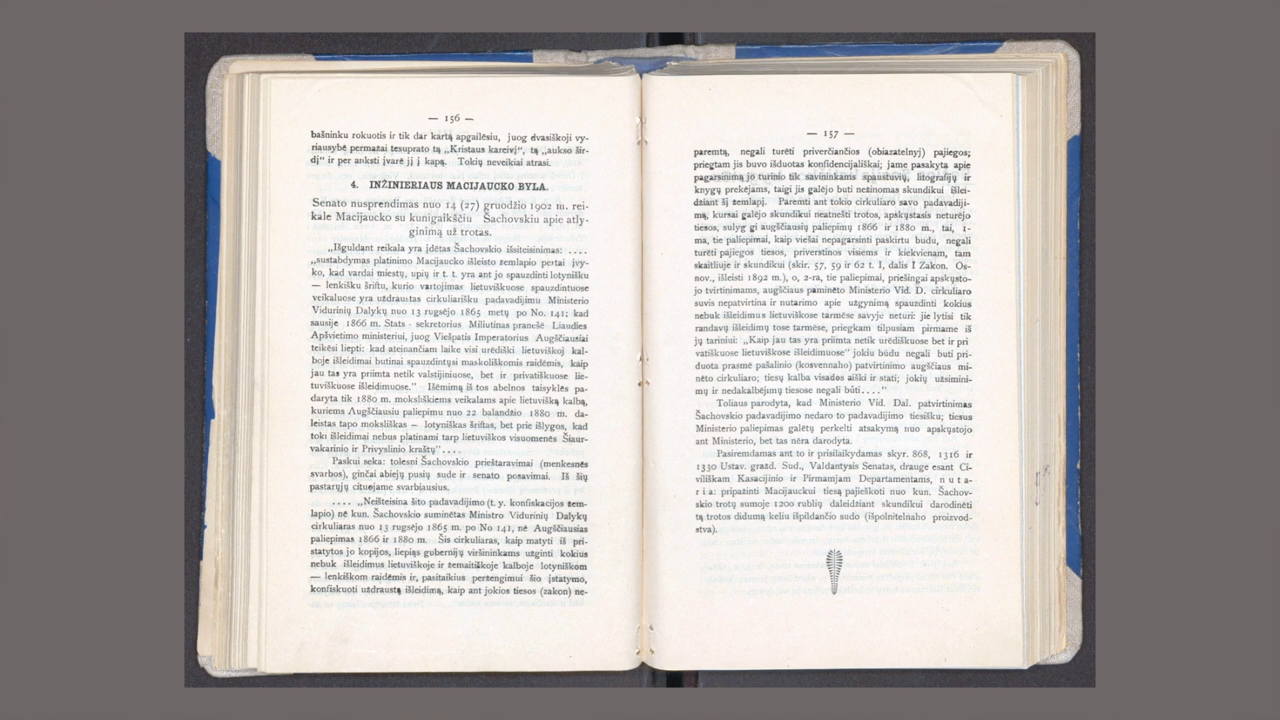 — 156 —
bašninku rokuotis ir tik dar kartą apgailėsiu, juog dvasiškoji vy-
riausybė permažai tesuprato tą „Kristaus kareivį“, tą „aukso šir-
dį“ ir per anksti įvarė jį į kapą. Tokių neveikiai atrasi.
4. INŽINIERIAUS MACIJAUCKO BYLA.
Senato nusprendimas nuo 14 (27) gruodžio 1902 m. rei-
kale Macijaucko su kunigaikščiu Šachovskiu apie atly-
ginimą už trotas.
„Išguldant reikala yra įdėtas Šachovskio išsiteisinimas: ....
„sustabdymas platinimo Macijaucko išleisto žemlapio pertai įvy-
ko, kad vardai miestų, upių ir t. t. yra ant jo spauzdinti lotynišku
— lenkišku šriftu, kurio vartojimas lietuviškuose spauzdintuose
veikaluose yra uždraustas cirkuliarišku padavadijimu Ministerio
Vidurinių Dalykų nuo 13 rugsėjo 1865 metų po No. 141; kad
sausije 1866 m. Stats - sekretorius Miliutinas pranešė Liaudies
Apšvietimo ministeriui, juog Viešpatis Imperatorius Augščiausiai
teikėsi liepti: kad ateinančiam laike visi urėdiški lietuviškoj kal-
boje išleidimai butinai spauzdintųsi maskoliškomis raidėmis, kaip
jau tas yra priimta netik valstijiniuose, bet ir privatiškuose lie-
tuviškuose išleidimuose.“ Išėmimą iš tos abelnos taisyklės pa-
daryta tik 1880 m. moksliškiems veikalams apie lietuvišką kalbą,
kuriems Augščiausiu paliepimu nuo 22 balandžio 1880 m. da-
leistas tapo moksliškas — lotyniškas šriftas, bet prie išlygos, kad
toki išleidimai nebus platinami tarp lietuviškos visuomenės Šiaur-
vakarinio ir Privyslinio kraštų“....
Paskui seka: tolesni Šachovskio prieštaravimai (menkesnės
svarbos), ginčai abiejų pusių sude ir senato posavimai. Iš šių
pastarųjų cituojame svarbiausius.
.... „Neišteisina šito padavadijimo (t. y. konfiskacijos žem-
lapio) nė kun. Šachovskio suminėtas Ministro Vidurinių Dalykų
cirkuliaras nuo 13 rugsėjo 1865 m. po No 141, nė Augščiausias
paliepimas 1866 ir 1880 m. Šis cirkuliaras, kaip matyti iš pri-
statytos jo kopijos, liepiąs gubernijų viršininkams užginti kokius
nebuk išleidimus lietuviškoje ir žemaitiškoje kalboje lotyniškom
— lenkiškom raidėmis ir, pasitaikius peržengimui šio įstatymo,
konfiskuoti uždraustą išleidimą, kaip ant jokios tiesos (zakon) ne-
— 157 —
paremtą, negali turėti priverčiančios (obiazatelnyj) pajiegos;
priegtam jis buvo išduotas konfidencijališkai; jame pasakyta apie
pagarsinimą jo turinio tik savininkams spaustuvių, litografijų ir
knygų prekėjams, taigi jis galėjo buti nežinomas skundikui išlei-
džiant šį žemlapį. Paremti ant tokio cirkuliaro savo padavadiji-
mą, kursai galėjo skundikui neatnešti trotos, apskųstasis neturėjo
tiesos, sulyg gi augščiausių paliepimų 1866 ir 1880 m., tai, 1-
ma, tie paliepimai, kaip viešai nepagarsinti paskirtu budu, negali
turėti pajiegos tiesos, priverstinos visiems ir kiekvienam, tam
skaitliuje ir skundikui (skir. 57, 59 ir 62 t. I, dalis I Zakon. Os-
nov., išleisti 1892 m.), o, 2-ra, tie paliepimai, priešingai apskųsto-
jo tvirtinimams, augščiaus paminėto Ministerio Vid. D. cirkuliaro
suvis nepatvirtina ir nutarimo apie užgynimą spauzdinti kokius
nebuk išleidimus lietuviškose tarmėse savyje neturi: jie lytisi tik
randavų išleidimų tose tarmėse, priegkam tilpusiam pirmame iš
jų tariniui: „Kaip jau tas yra priimta netik urėdiškuose bet ir pri
vatiškuose lietuviškose išleidimuose“ jokiu budu negali buti pri-
duota prasmė pašalinio (kosvennaho) patvirtinimo augščiaus mi-
nėto cirkuliaro; tiesų kalba visados aiški ir stati; jokių užsimini-
mų ir nedakalbėjimų tiesose negali būti....“
Toliaus parodyta, kad Ministerio Vid. Dal. patvirtinimas
Šachovskio padavadijimo nedaro to padavadijimo tiesišku; tiesus
Ministerio paliepimas galėtų perkelti atsakymą nuo apskųstojo
ant Ministerio, bet tas nėra darodyta.
Pasiremdamas ant to ir prisilaikydamas skyr. 868, 1316 ir
1330 Ustav. grażd. Sud., Valdantysis Senatas, drauge esant Ci-
viliškam Kasacijinio ir Pirmamjam Departamentams, nuta-
ria: pripažinti Macijauckui tiesą pajieškoti nuo kun. Šachov-
skio trotų sumoje 1200 rublių daleidžiant skundikui darodinėti
tą trotos didumą keliu išpildančio sudo (išpolnitelnaho proizvod-
stva).